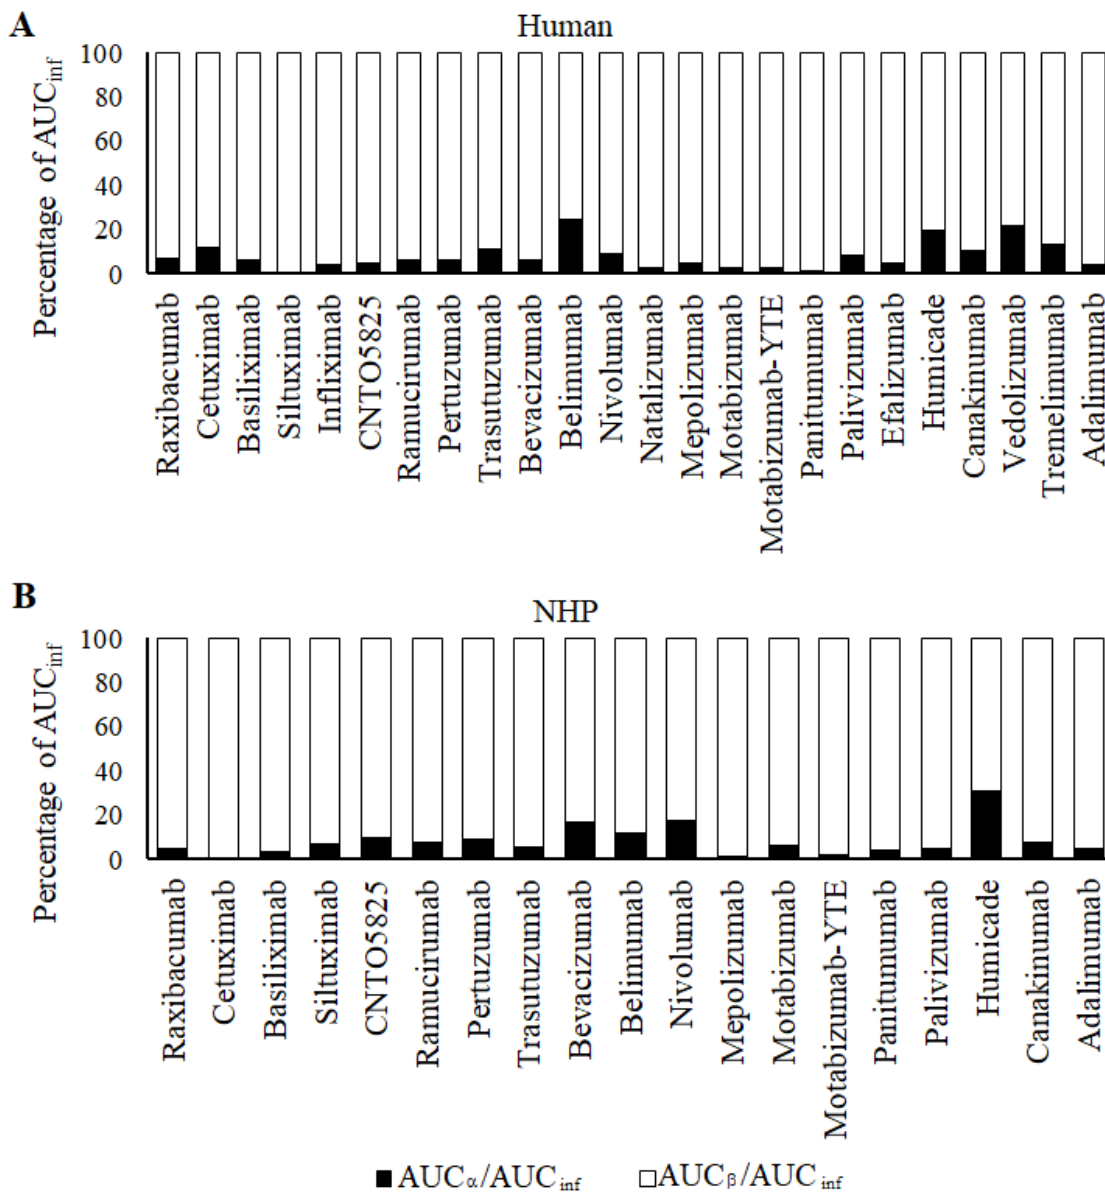 A
Human
Percentage of AUCinf
100
80
60
40
20
0
Raxibacumab
Cetuximab
Basiliximab
Siltuximab
Infliximab
CNTO5825
Ramucirumab
Pertuzumab
Trasutuzumab
Bevacizumab
Belimumab
Nivolumab
Natalizumab
Mepolizumab
Motabizumab
Motabizumab-YTE
Panitumumab
Palivizumab
Efalizumab
Humicade
Canakinumab
Vedolizumab
Tremelimumab
Adalimumab
B
NHP
Percentage of AUCinf
100
80
60
40
20
0
Raxibacumab
Cetuximab
Basiliximab
Siltuximab
CNTO5825
Ramucirumab
Pertuzumab
Trasutuzumab
Bevacizumab
Belimumab
Nivolumab
Mepolizumab
Motabizumab
Motabizumab-YTE
Panitumumab
Palivizumab
Humicade
Canakinumab
Adalimumab
AUCα/AUCinf
AUCβ/AUCinf